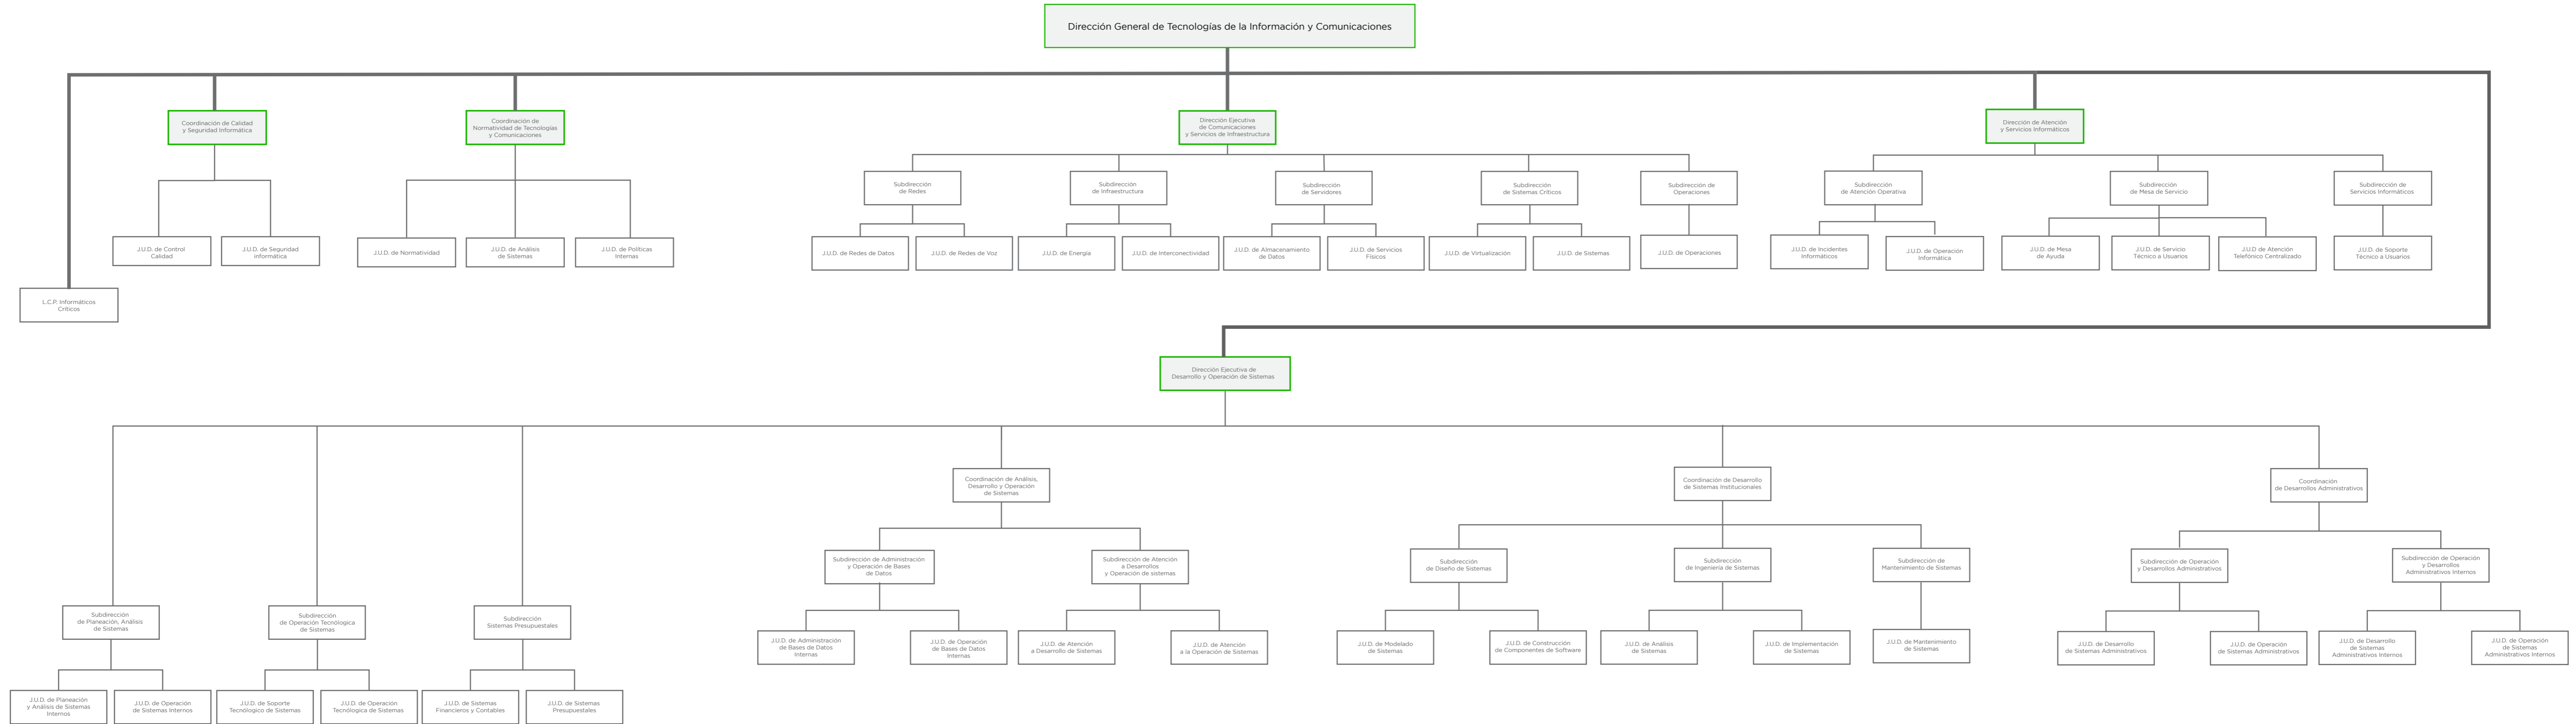 Dirección General de Tecnologías de la Información y Comunicaciones
Coordinación de Calidad
y Seguridad Informática
Coordinación de
Normatividad de Tecnologías
y Comunicaciones
Dirección Ejecutiva
de Comunicaciones
y Servicios de Infraestructura
Dirección de Atención
y Servicios Informáticos
Subdirección
de Redes
Subdirección
de Infraestructura
Subdirección
de Servidores
Subdirección
de Sistemas Críticos
Subdirección de
Operaciones
Subdirección
de Atención Operativa
Subdirección
de Mesa de Servicio
Subdirección de
Servicios Informáticos
J.U.D. de Control
Calidad
J.U.D. de Seguridad
informática
J.U.D. de Normatividad
J.U.D. de Análisis
de Sistemas
J.U.D. de Políticas
Internas
J.U.D. de Redes de Datos
J.U.D. de Redes de Voz
J.U.D. de Energía
J.U.D. de Interconectividad
J.U.D. de Almacenamiento
de Datos
J.U.D. de Servicios
Físicos
J.U.D. de Virtualización
J.U.D. de Sistemas
J.U.D. de Operaciones
J.U.D. de Incidentes
Informáticos
J.U.D. de Operación
Informática
J.U.D. de Mesa
de Ayuda
J.U.D. de Servicio
Técnico a Usuarios
J.U.D de Atención
Telefónico Centralizado
J.U.D. de Soporte
Técnico a Usuarios
L.C.P. Informáticos
Críticos
Dirección Ejecutiva de
Desarrollo y Operación de Sistemas
Coordinación de Análisis,
Desarrollo y Operación
de Sistemas
Coordinación de Desarrollo
de Sistemas Institucionales
Coordinación
de Desarrollos Administrativos
Subdirección de Administración
y Operación de Bases
de Datos
Subdirección de Atención
a Desarrollos
y Operación de sistemas
Subdirección
de Diseño de Sistemas
Subdirección
de Ingeniería de Sistemas
Subdirección de
Mantenimiento de Sistemas
Subdirección de Operación
y Desarrollos Administrativos
Subdirección de Operación
y Desarrollos
Administrativos Internos
Subdirección
de Planeación, Análisis
de Sistemas
Subdirección
de Operación Tecnólogica
de Sistemas
Subdirección
Sistemas Presupuestales
J.U.D. de Administración
de Bases de Datos
Internas
J.U.D. de Operación
de Bases de Datos
Internas
J.U.D. de Atención
a Desarrollo de Sistemas
J.U.D. de Atención
a la Operación de Sistemas
J.U.D. de Modelado
de Sistemas
J.U.D. de Construcción
de Componentes de Software
J.U.D. de Análisis
de Sistemas
J.U.D. de Implementación
de Sistemas
J.U.D. de Mantenimiento
de Sistemas
J.U.D. de Desarrollo
de Sistemas Administrativos
J.U.D. de Operación
de Sistemas Administrativos
J.U.D. de Desarrollo
de Sistemas
Administrativos Internos
J.U.D. de Operación
de Sistemas
Administrativos Internos
J.U.D. de Planeación
y Análisis de Sistemas
Internos
J.U.D. de Operación
de Sistemas Internos
J.U.D. de Soporte
Tecnólogico de Sistemas
J.U.D. de Operación
Tecnólogica de Sistemas
J.U.D. de Sistemas
Financieros y Contables
J.U.D. de Sistemas
Presupuestales